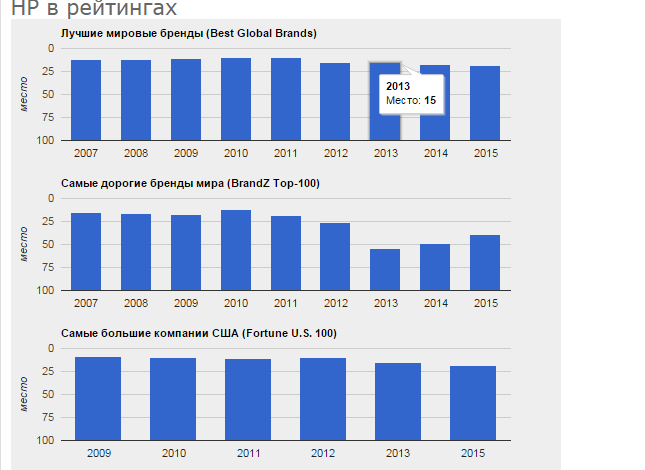 HP в рейтингах
Лучшие мировые бренды (Best Global Brands)
0
25
50
75
100
место
2013
Место: 15
2007 2008 2009 2010 2011 2012 2013 2014 2015
Самые дорогие бренды мира (BrandZ Top-100)
0
25
50
75
100
место
2007 2008 2009 2010 2011 2012 2013 2014 2015
Самые большие компании США (Fortune U.S. 100)
0
25
50
75
100
место
2009 2010 2011 2012 2013 2015